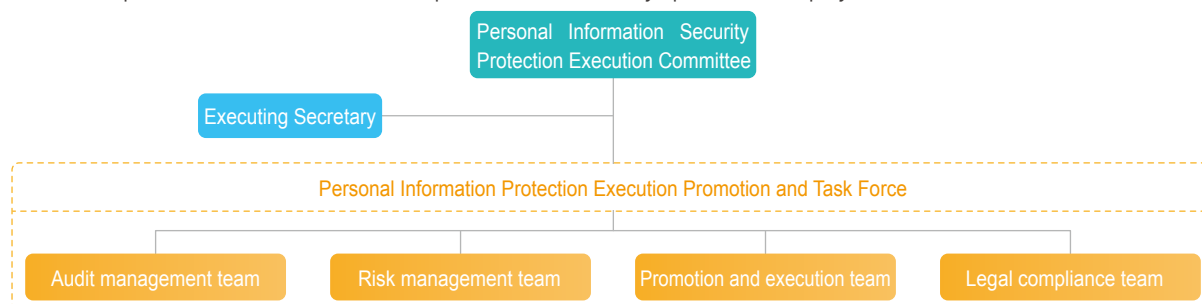 Personal Information Security
Protection Execution Committee
Executing Secretary
Personal Information Protection Execution Promotion and Task Force
Audit management team
Risk management team
Promotion and execution team
Legal compliance team